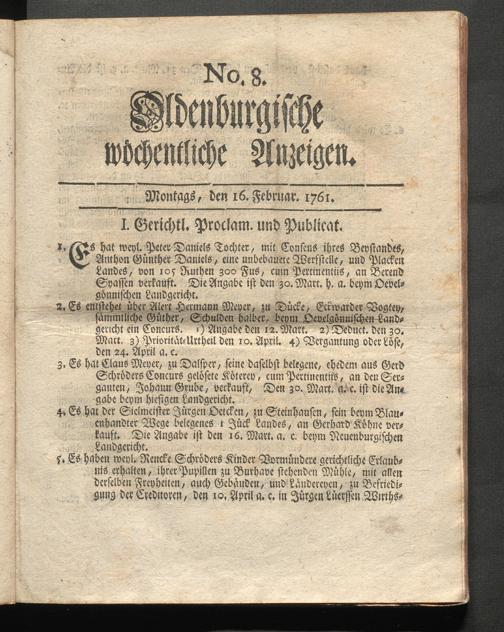 No. 8.
Oldenburgische
wöchentliche Anzeigen.
Montags, den 16. Februar. 1761.
I. Gerichtl. Proclam. und Publicat.
1. Es hat weyl. Peter Daniels Tochter, mit Consens ihres Beystandes,
Anthon Günther Daniels, eine unbebauete Werfstelle, und Placken
Landes, von 105 Ruthen 300 Fus, cum Pertinentiis, an Berend
Spassen verkauft. Die Angabe ist den 30. Mart. h. a. beym Oevel-
gönnischen Landgericht.
2. Es entstehet über Alert Hermann Meyer, zu Dücke, Eckwarder Vogtey,
sämmtliche Güther, Schulden halber, beym Oevelgönnischen Land-
gericht ein Concurs. 1) Angabe den 12. Mart. 2) Deduct. den 30.
Mart. 3) PrioritätUrtheil den 10. April. 4) Vergantung oder Löse,
den 24. April a. c.
3. Es hat Claus Meyer, zu Dalsper, seine daselbst belegene, ehedem aus Gerd
Schröders Concurs gelösete Köterey, cum Pertinentiis, an den Ser-
ganten, Johann Grube, verkauft, Den 30. Mart. a. c. ist die An-
gabe beym hiesigen Landgericht.
4. Es hat der Sielmeister Jürgen Oetcken, zu Steinhausen, sein beym Blau-
enhandter Wege belegenes 1 Jück Landes, an Gerhard Köhne ver-
kauft. Die Angabe ist den 16. Mart. a. c. beym Neuenburgischen
Landgericht.
5. Es haben weyl. Rencke Schröders Kinder Vormündere gerichtliche Erlaub-
nis erhalten, ihrer Pupillen zu Burhave stehenden Mühle, mit allen
derselben Freyheiten, auch Gebäuden, und Ländereyen, zu Befriedi-
gung der Creditoren, den 10. April a. c. in Jürgen Lüerssen Wirths-